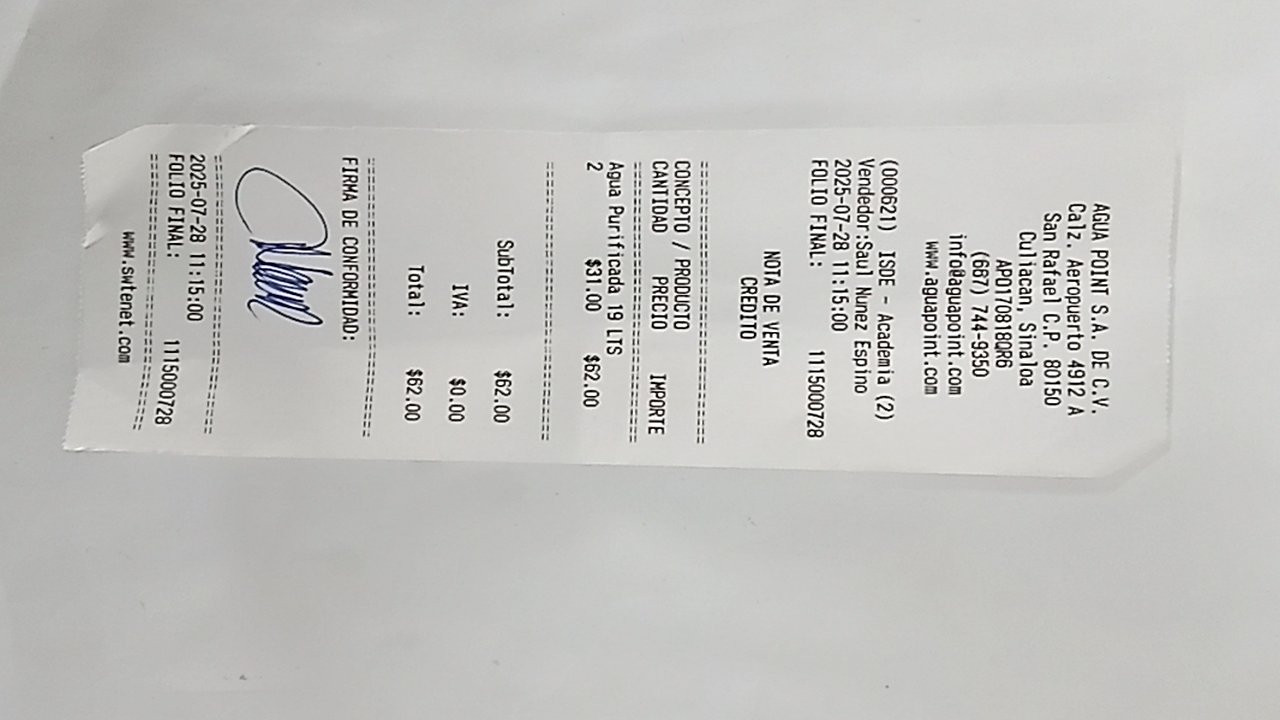 AGUA POINT S.A. DE C.V.
Calz. Aeropuerto 4912 A
San Rafael C.P. 80150
Culiacan, Sinaloa
APO170818QR6
(687) 744-9350
info@aguapoint.com
www.aguapoint.com
(000621) ISDE - Academia (2)
Vendedor:Saul Nunez Espino
2025-07-28 11:15:00
FOLIO FINAL: 1115000728
NOTA DE VENTA
CREDITO
CONCEPTO / PRODUCTO
CANTIDAD PRECIO IMPORTE
Agua Purificada 19 LTS
2 $31.00 $62.00
SubTotal: $62.00
IVA: $0.00
Total: $62.00
FIRMA DE CONFORMIDAD:
2025-07-28 11:15:00
FOLIO FINAL: 1115000728
www.swtenet.com